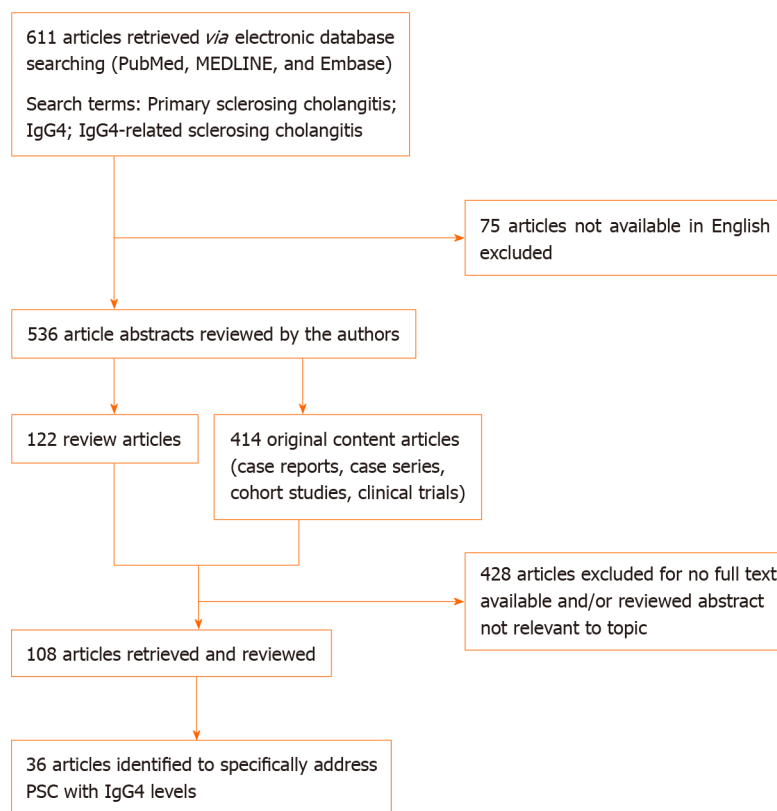 611 articles retrieved via electronic database
searching (PubMed, MEDLINE, and Embase)
Search terms: Primary sclerosing cholangitis;
IgG4; IgG4-related sclerosing cholangitis
75 articles not available in English
excluded
536 article abstracts reviewed by the authors
122 review articles
414 original content articles
(case reports, case series,
cohort studies, clinical trials)
428 articles excluded for no full text
available and/or reviewed abstract
not relevant to topic
108 articles retrieved and reviewed
36 articles identified to specifically address
PSC with IgG4 levels